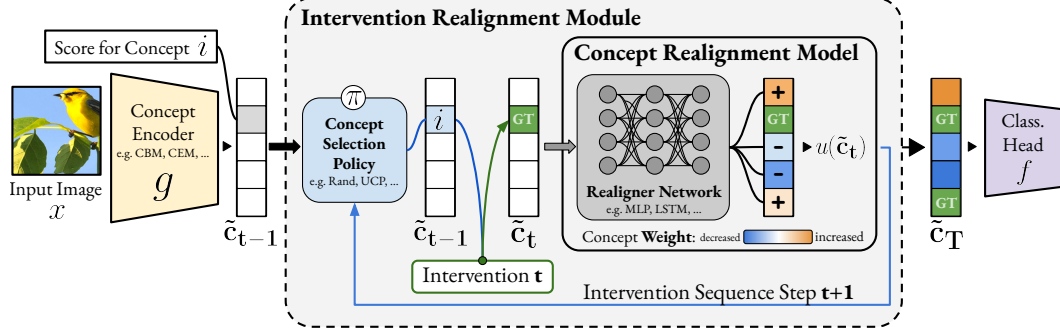 Intervention Realignment Module
Score for Concept i
Concept Realignment Model
Concept
Encoder
e.g. CBM, CEM, ...
g
Input Image
x
c̃ₜ₋₁
π
Concept
Selection
Policy
e.g. Rand, UCP, ...
i
c̃ₜ₋₁
GT
c̃ₜ
Realigner Network
e.g. MLP, LSTM, ...
+
GT
-
-
+
u(c̃ₜ)
Concept Weight: decreased increased
Intervention t
Intervention Sequence Step t+1
GT
GT
c̃_T
Class.
Head
f